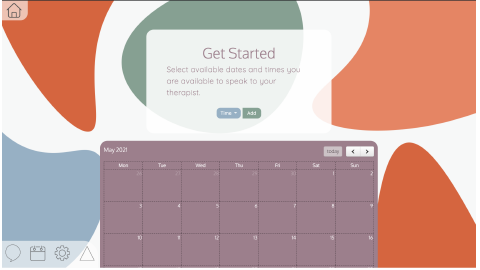 Get Started
Select available dates and times you
are available to speak to your
therapist.
Time Add
May 2021
today
Mon Tue Wed Thu Fri Sat Sun
26 27 28 29 30 1 2
3 4 5 6 7 8 9
10 11 12 13 14 15 16